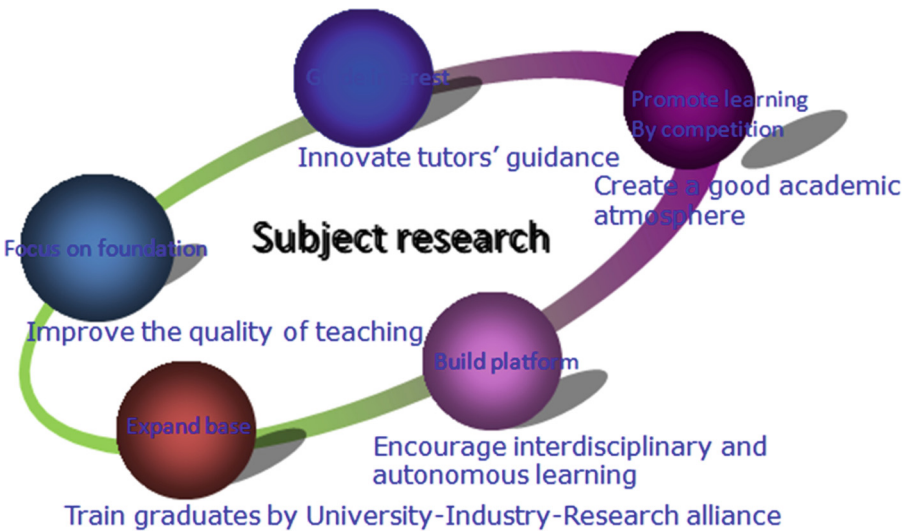 Promote learning
By competition
Innovate tutors' guidance
Create a good academic
atmosphere
Subject research
Focus on foundation
Improve the quality of teaching
Build platform
Expand base
Encourage interdisciplinary and
autonomous learning
Train graduates by University-Industry-Research alliance